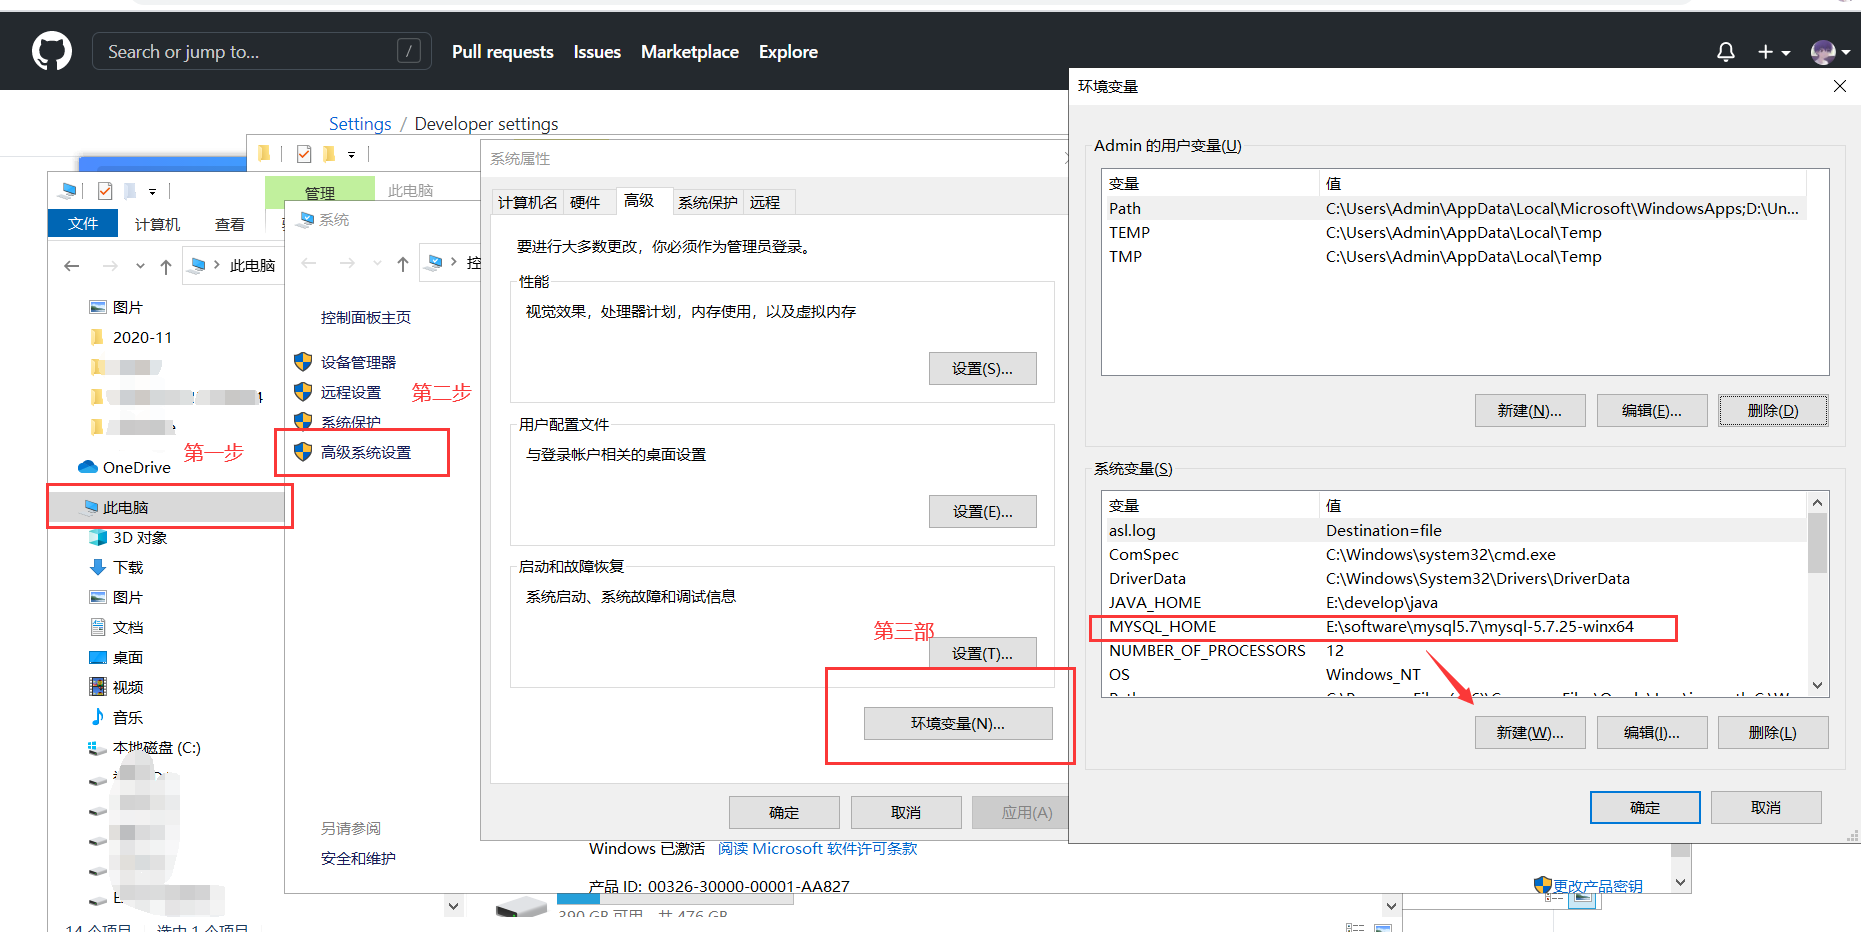 Search or jump to... /
Pull requests Issues Marketplace Explore
Settings / Developer settings
管理 此电脑
文件 计算机 查看
此电脑
图片
2020-11
4
第一步
OneDrive
此电脑
3D 对象
下载
图片
文档
桌面
视频
音乐
本地磁盘 (C:)
14 个项目 选中 1 个项目
系统
控
控制面板主页
设备管理器
远程设置
第二步
系统保护
高级系统设置
另请参阅
安全和维护
系统属性
计算机名 硬件 高级 系统保护 远程
要进行大多数更改，你必须作为管理员登录。
性能
视觉效果，处理器计划，内存使用，以及虚拟内存
设置(S)...
用户配置文件
与登录帐户相关的桌面设置
设置(E)...
启动和故障恢复
系统启动、系统故障和调试信息
第三部
设置(T)...
环境变量(N)...
确定 取消 应用(A)
Windows 已激活 阅读 Microsoft 软件许可条款
产品 ID: 00326-30000-00001-AA827
更改产品密钥
390 GB 可用，共 476 GB
环境变量
Admin 的用户变量(U)
变量 值
Path C:\Users\Admin\AppData\Local\Microsoft\WindowsApps;D:\Un...
TEMP C:\Users\Admin\AppData\Local\Temp
TMP C:\Users\Admin\AppData\Local\Temp
新建(N)... 编辑(E)... 删除(D)
系统变量(S)
变量 值
asl.log Destination=file
ComSpec C:\Windows\system32\cmd.exe
DriverData C:\Windows\System32\Drivers\DriverData
JAVA_HOME E:\develop\java
MYSQL_HOME E:\software\mysql5.7\mysql-5.7.25-winx64
NUMBER_OF_PROCESSORS 12
OS Windows_NT
新建(W)... 编辑(I)... 删除(L)
确定 取消